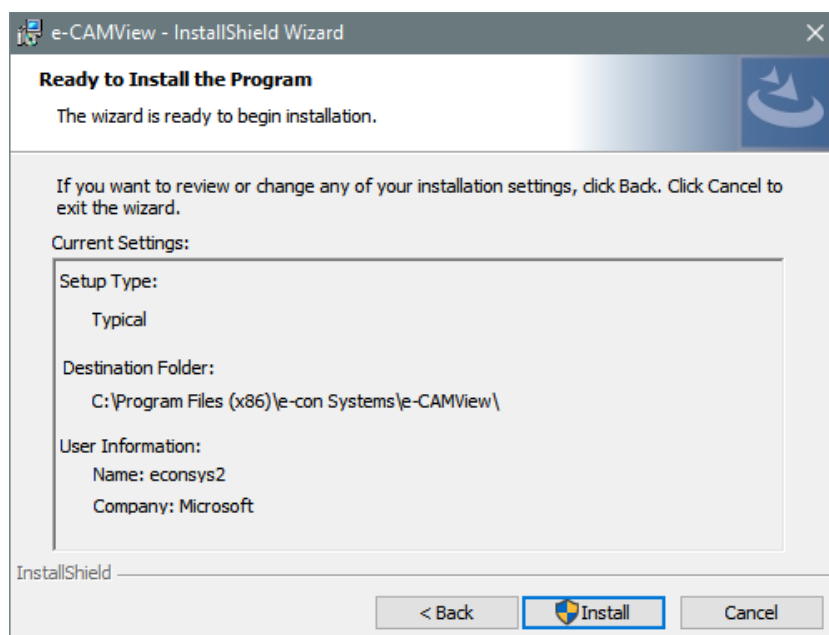 e-CAMView - InstallShield Wizard
Ready to Install the Program
The wizard is ready to begin installation.
If you want to review or change any of your installation settings, click Back. Click Cancel to
exit the wizard.
Current Settings:
Setup Type:
Typical
Destination Folder:
C:\Program Files (x86)\e-con Systems\e-CAMView\
User Information:
Name: econsys2
Company: Microsoft
InstallShield
< Back
Install
Cancel